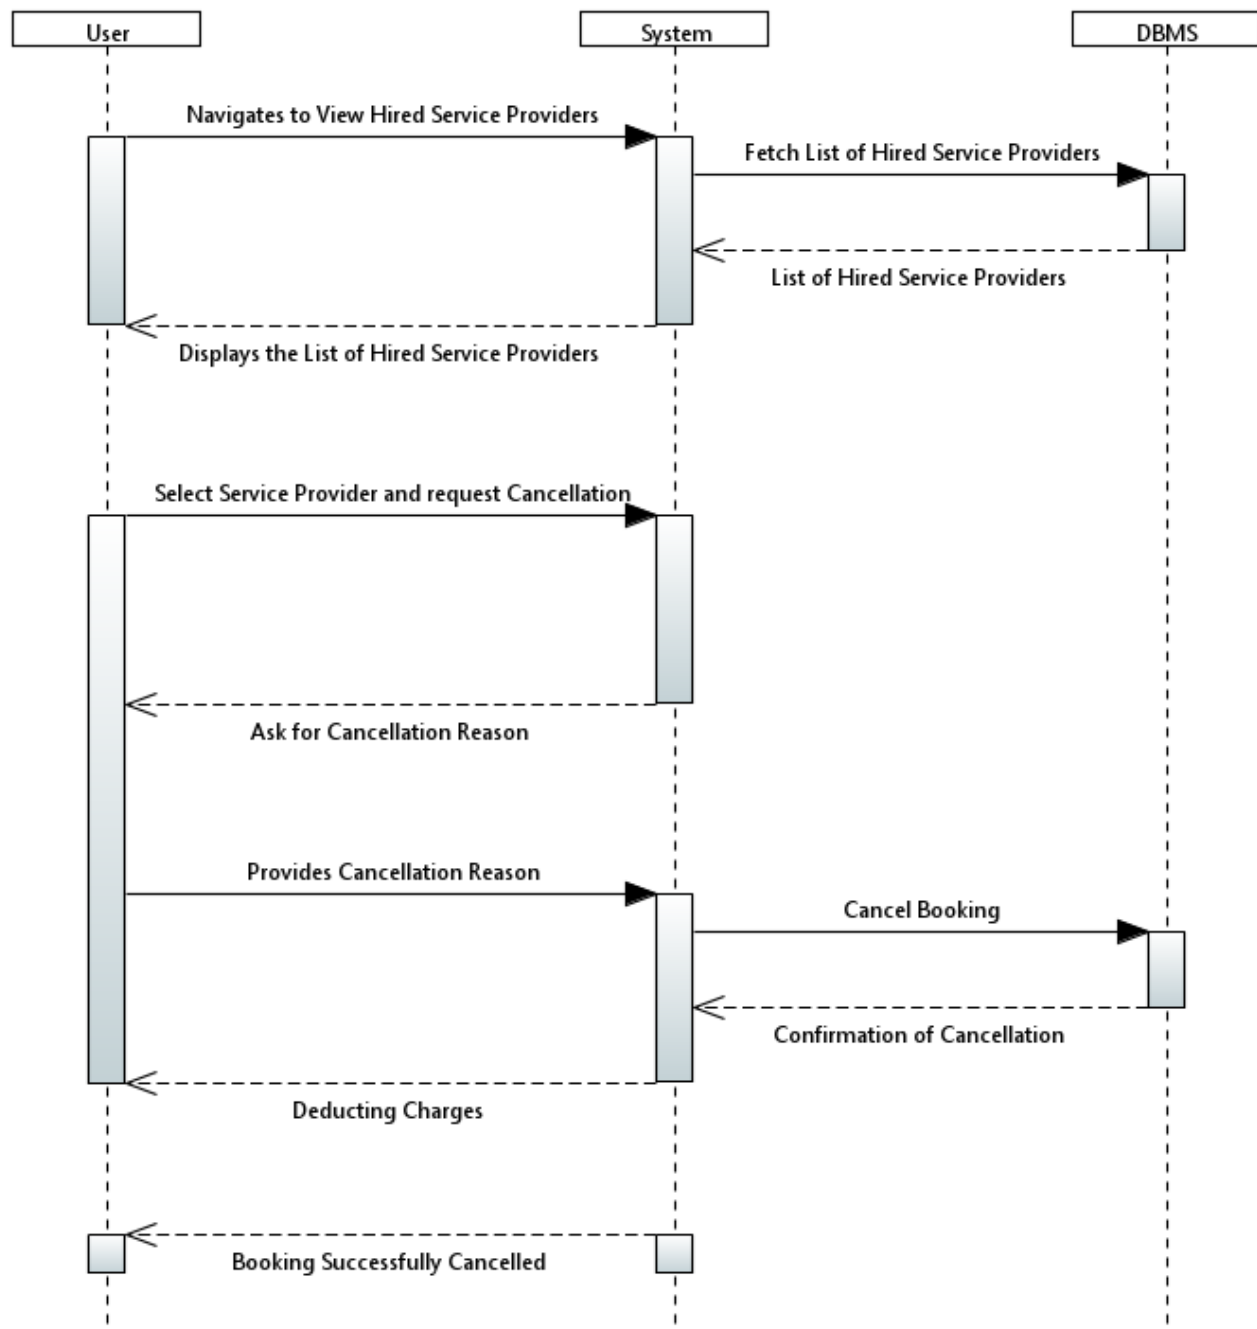 User
System
DBMS
Navigates to View Hired Service Providers
Fetch List of Hired Service Providers
List of Hired Service Providers
Displays the List of Hired Service Providers
Select Service Provider and request Cancellation
Ask for Cancellation Reason
Provides Cancellation Reason
Cancel Booking
Confirmation of Cancellation
Deducting Charges
Booking Successfully Cancelled